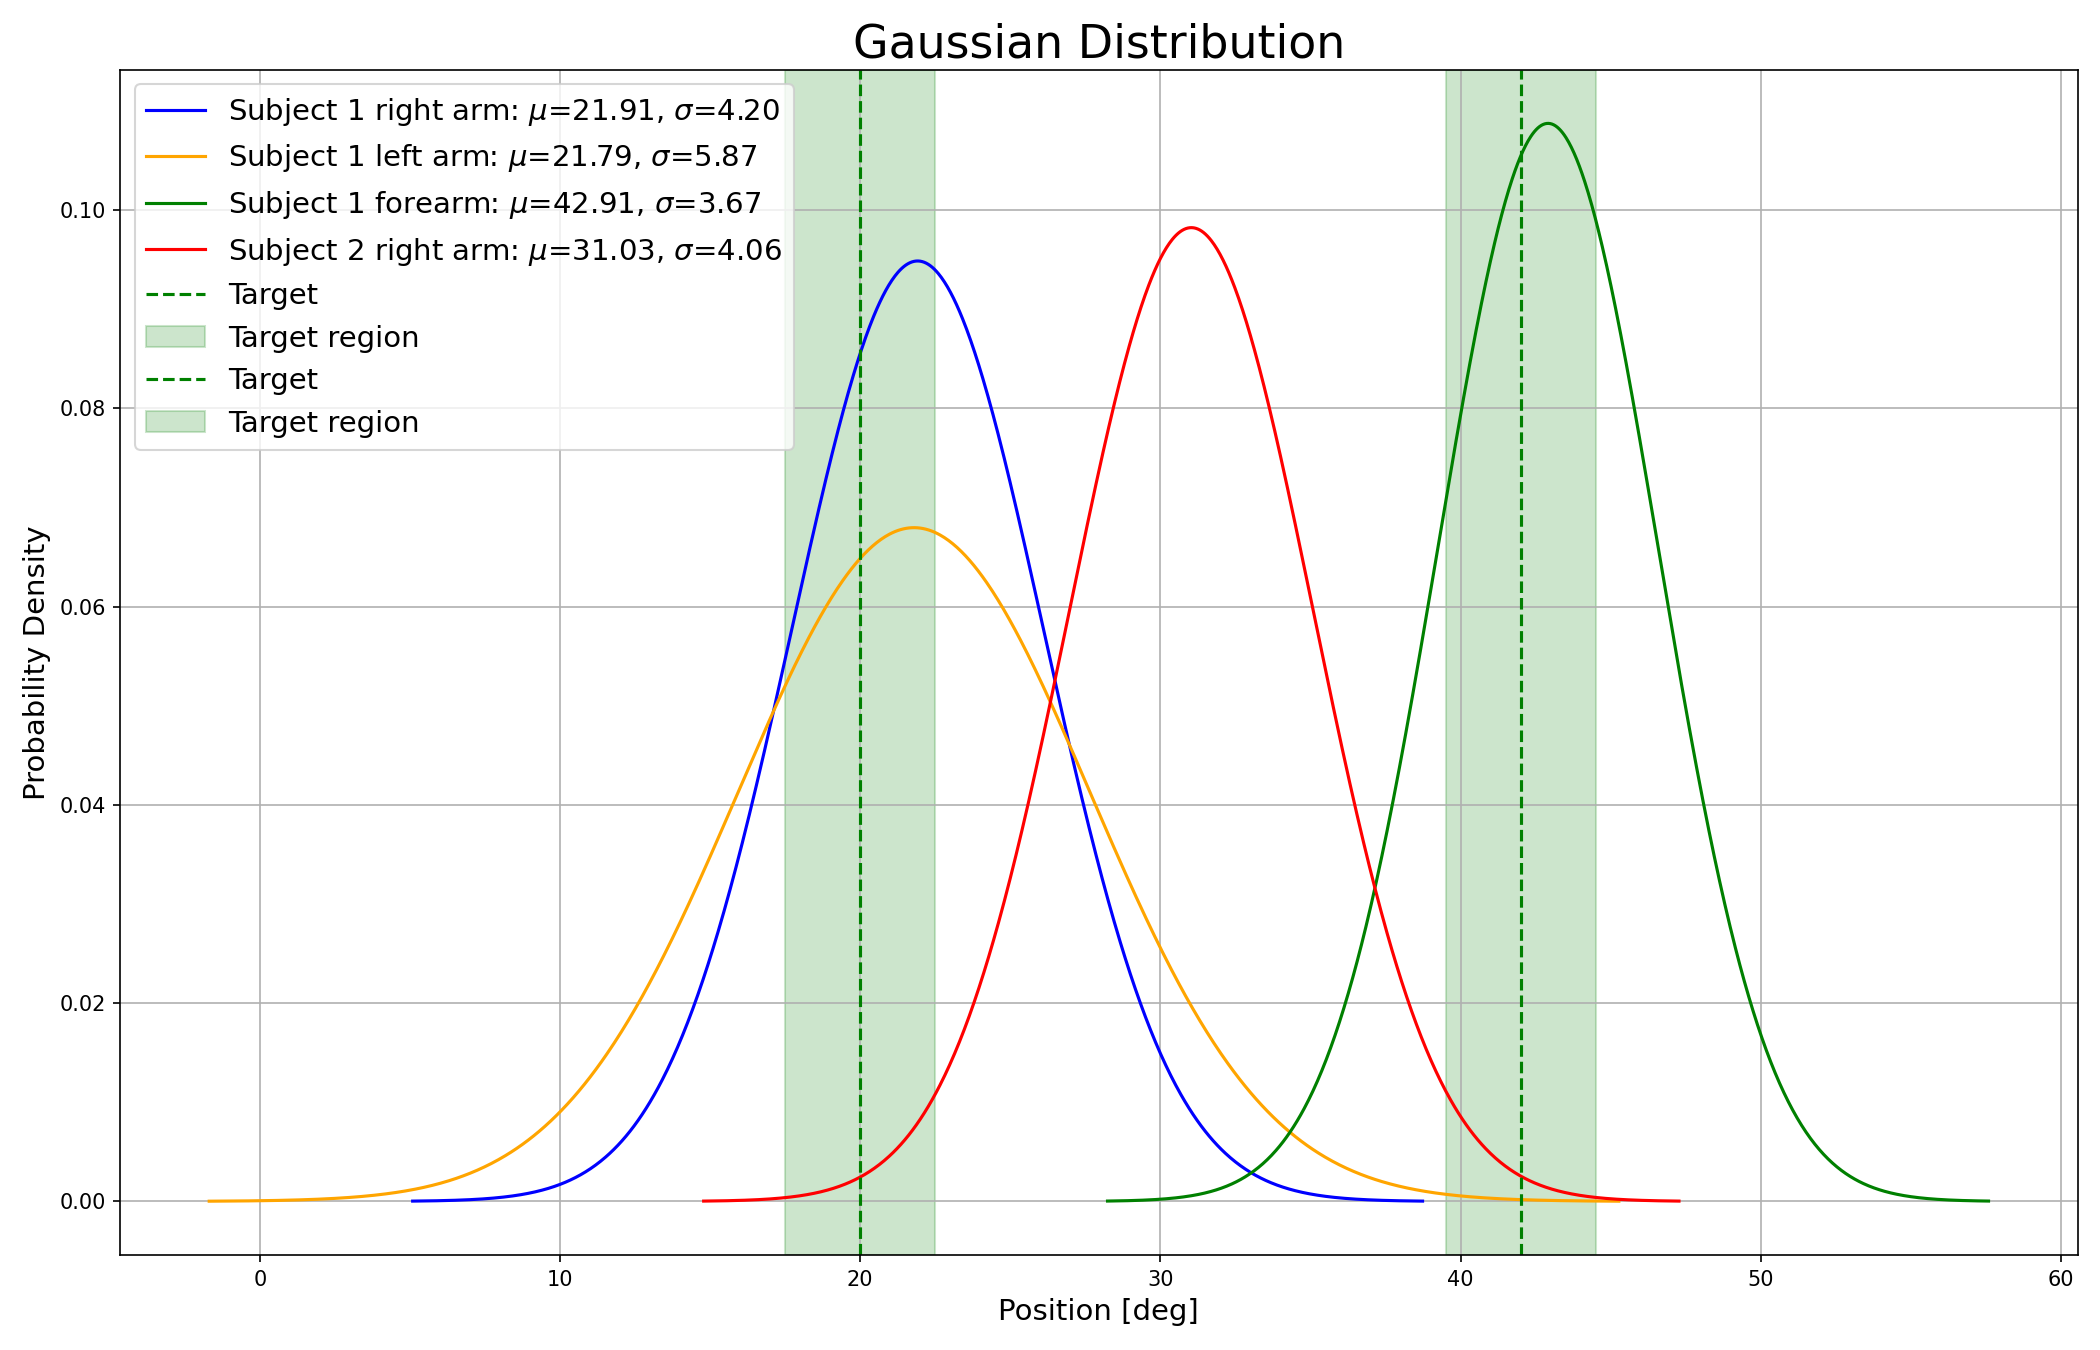 Gaussian Distribution
Subject 1 right arm: μ=21.91, σ=4.20
Subject 1 left arm: μ=21.79, σ=5.87
Subject 1 forearm: μ=42.91, σ=3.67
Subject 2 right arm: μ=31.03, σ=4.06
Target
Target region
Target
Target region
Probability Density
0.10
0.08
0.06
0.04
0.02
0.00
0 10 20 30 40 50 60
Position [deg]